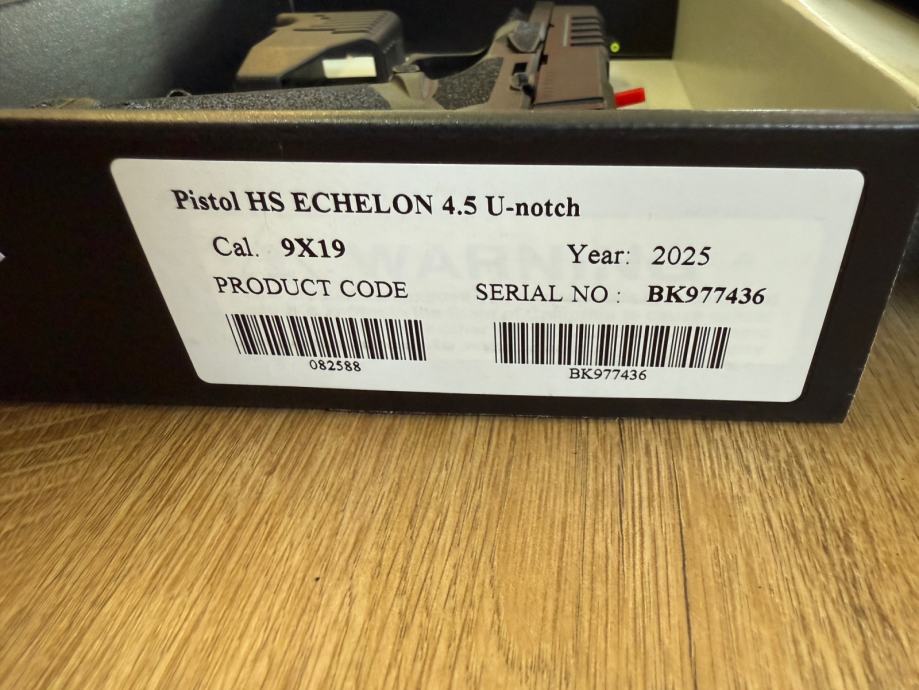 Pistol HS ECHELON 4.5 U-notch
Cal. 9X19 Year: 2025
PRODUCT CODE SERIAL NO : BK977436
082588 BK977436